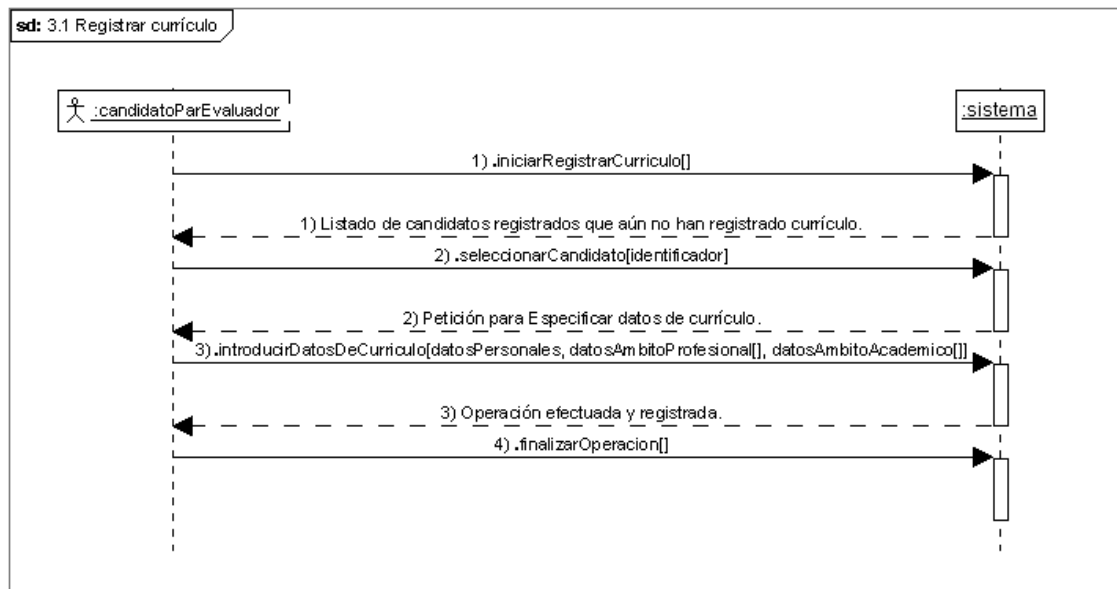 sd: 3.1 Registrar currículo
:candidatoParEvaluador
:sistema
1) .iniciarRegistrarCurriculo[]
1) Listado de candidatos registrados que aún no han registrado currículo.
2) .seleccionarCandidato[identificador]
2) Petición para Especificar datos de currículo.
3).introducirDatosDeCurriculo[datosPersonales, datosAmbitoProfesional[], datosAmbitoAcademico[]]
3) Operación efectuada y registrada.
4) .finalizarOperacion[]